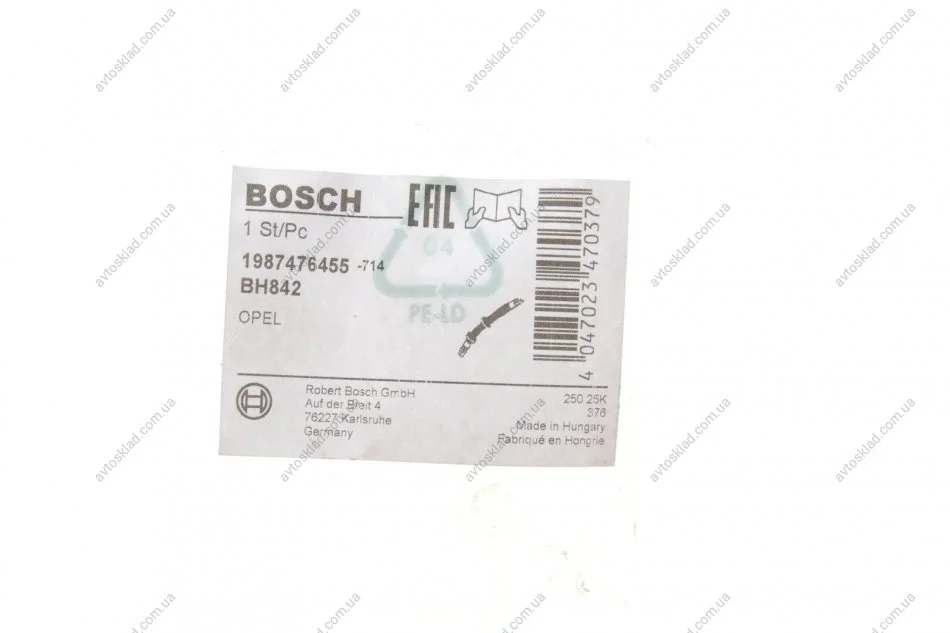 BOSCH
EAC
1 St/Pc
1987476455 -714
BH842
OPEL
04
PE-LD
4 047023 470379
Robert Bosch GmbH
Auf der Breit 4
76227 Karlsruhe
Germany
250 25K
376
Made in Hungary
Fabriqué en Hongrie
avtosklad.com.ua